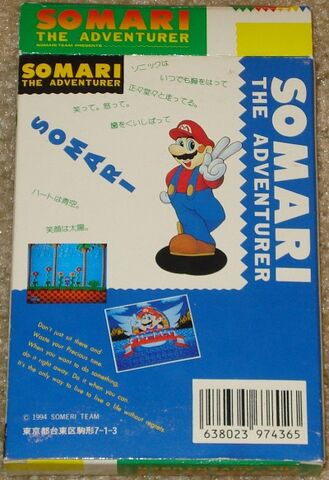 SOMARI
THE ADVENTURER
SOMARI TEAM PRESENTS
SOMARI
THE ADVENTURER
ソニックは
いつでも胸をはって
正々堂々と走ってる。
笑って。怒って。
歯をくいしばって
SOMARI
ハートは青空。
笑顔は太陽。
SOMARI
THE ADVENTURER
Don't just sit there and
Waste your Precious time.
When you want to do something,
do it right away. Do it when you can.
It's the only way to live to live a life without regrets.
© 1994 SOMERI TEAM
東京都台東区駒形7-1-3
638023 974365